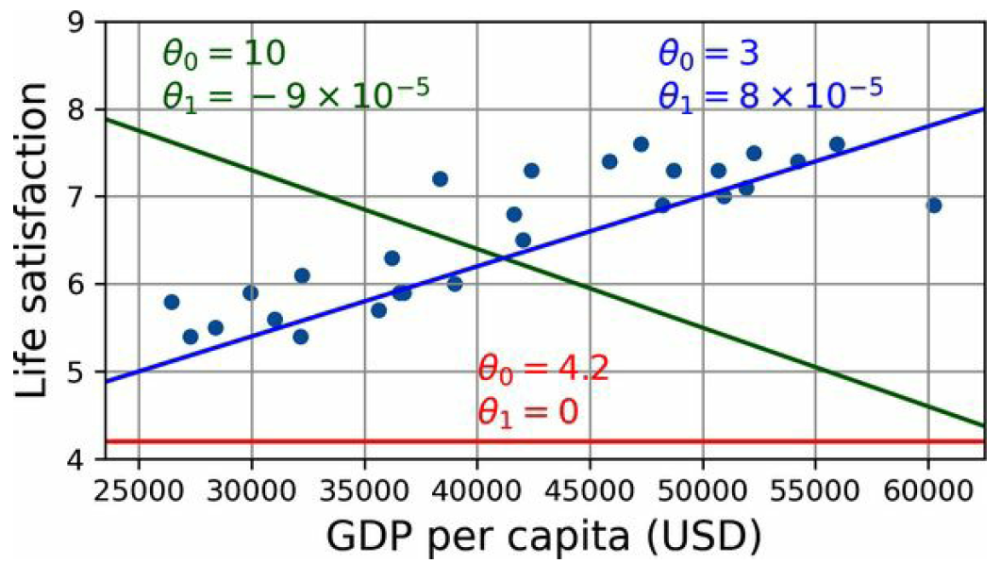 9
θ0 = 10
θ0 = 3
θ1 = −9 × 10−5
θ1 = 8 × 10−5
8
7
6
5
4
Life satisfaction
θ0 = 4.2
θ1 = 0
25000 30000 35000 40000 45000 50000 55000 60000
GDP per capita (USD)